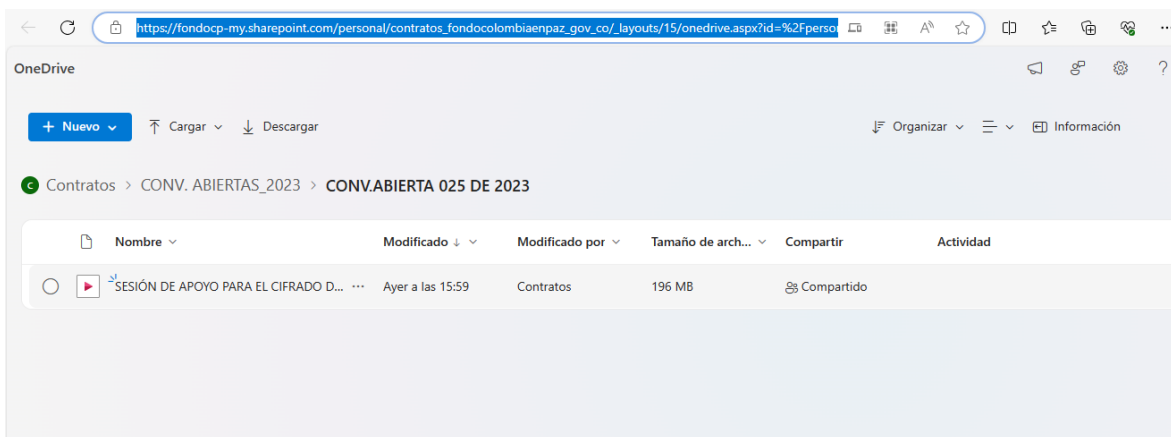 https://fondocp-my.sharepoint.com/personal/contratos_fondocolombiaenpaz_gov_co/_layouts/15/onedrive.aspx?id=%2Fperso
OneDrive
?
+ Nuevo Cargar Descargar Organizar Información
C Contratos > CONV. ABIERTAS_2023 > CONV.ABIERTA 025 DE 2023
Nombre Modificado ↓ Modificado por Tamaño de arch... Compartir Actividad
SESIÓN DE APOYO PARA EL CIFRADO D... ··· Ayer a las 15:59 Contratos 196 MB Compartido